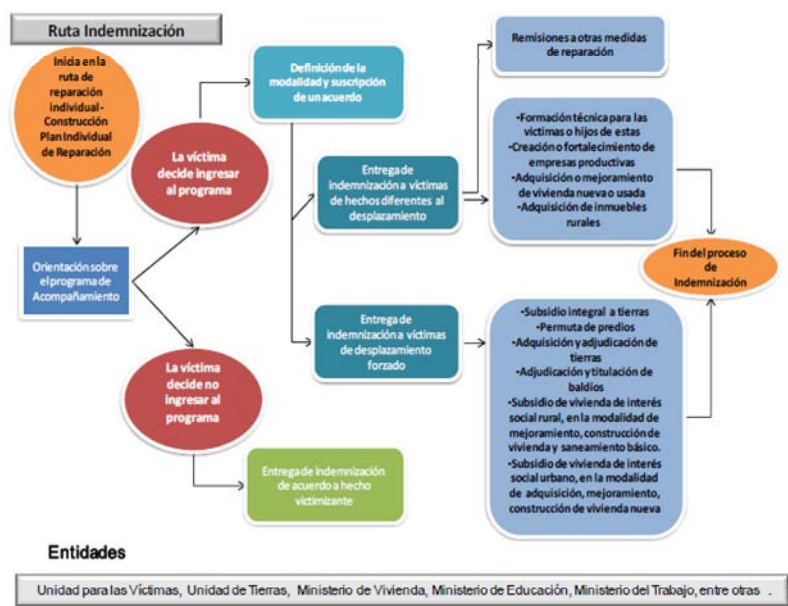 Ruta Indemnización
Inicia en la
ruta de
reparación
individual-
Construcción
Plan Individual
de Reparación
Orientación sobre
el programa de
Acompañamiento
La víctima
decide ingresar
al programa
La víctima
decide no
ingresar al
programa
Definición de la
modalidad y suscripción
de un acuerdo
Entrega de
indemnización a víctimas
de hechos diferentes al
desplazamiento
Entrega de
indemnización a víctimas
de desplazamiento
forzado
Entrega de indemnización
de acuerdo a hecho
victimizante
Remisiones a otras medidas
de reparación
•Formación técnica para las
víctimas o hijos de estas
•Creación o fortalecimiento de
empresas productivas
•Adquisición o mejoramiento
de vivienda nueva o usada
•Adquisición de inmuebles
rurales
•Subsidio integral a tierras
•Permuta de predios
•Adquisición y adjudicación de
tierras
•Adjudicación y titulación de
baldíos
•Subsidio de vivienda de interés
social rural, en la modalidad de
mejoramiento, construcción de
vivienda y saneamiento básico.
•Subsidio de vivienda de interés
social urbano, en la modalidad
de adquisición, mejoramiento,
construcción de vivienda nueva
Fin del proceso
de
Indemnización
Entidades
Unidad para las Víctimas, Unidad de Tierras, Ministerio de Vivienda, Ministerio de Educación, Ministerio del Trabajo, entre otras .